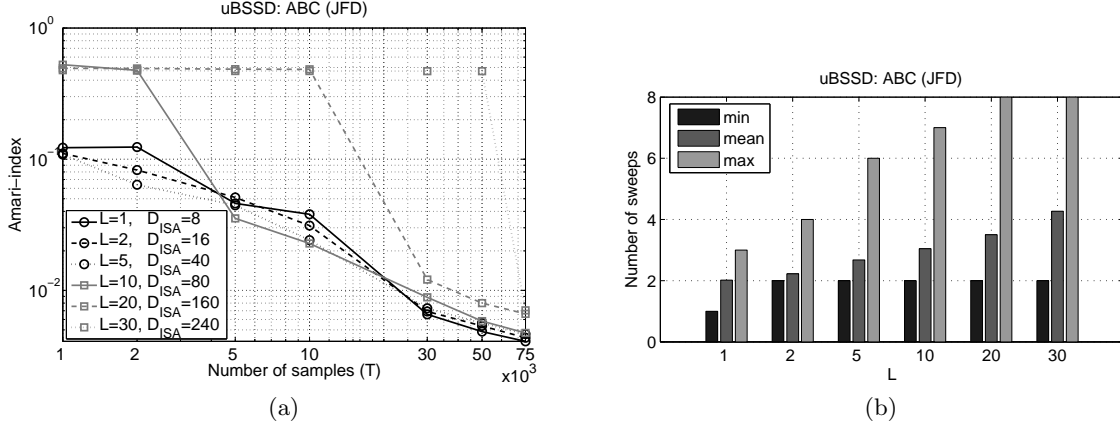 uBSSD: ABC (JFD)
10^0
10^-1
10^-2
Amari-index
L=1, D_ISA=8
L=2, D_ISA=16
L=5, D_ISA=40
L=10, D_ISA=80
L=20, D_ISA=160
L=30, D_ISA=240
1 2 5 10 30 50 75
Number of samples (T)
x10^3
(a)
uBSSD: ABC (JFD)
8
6
4
2
0
Number of sweeps
min
mean
max
1 2 5 10 20 30
L
(b)